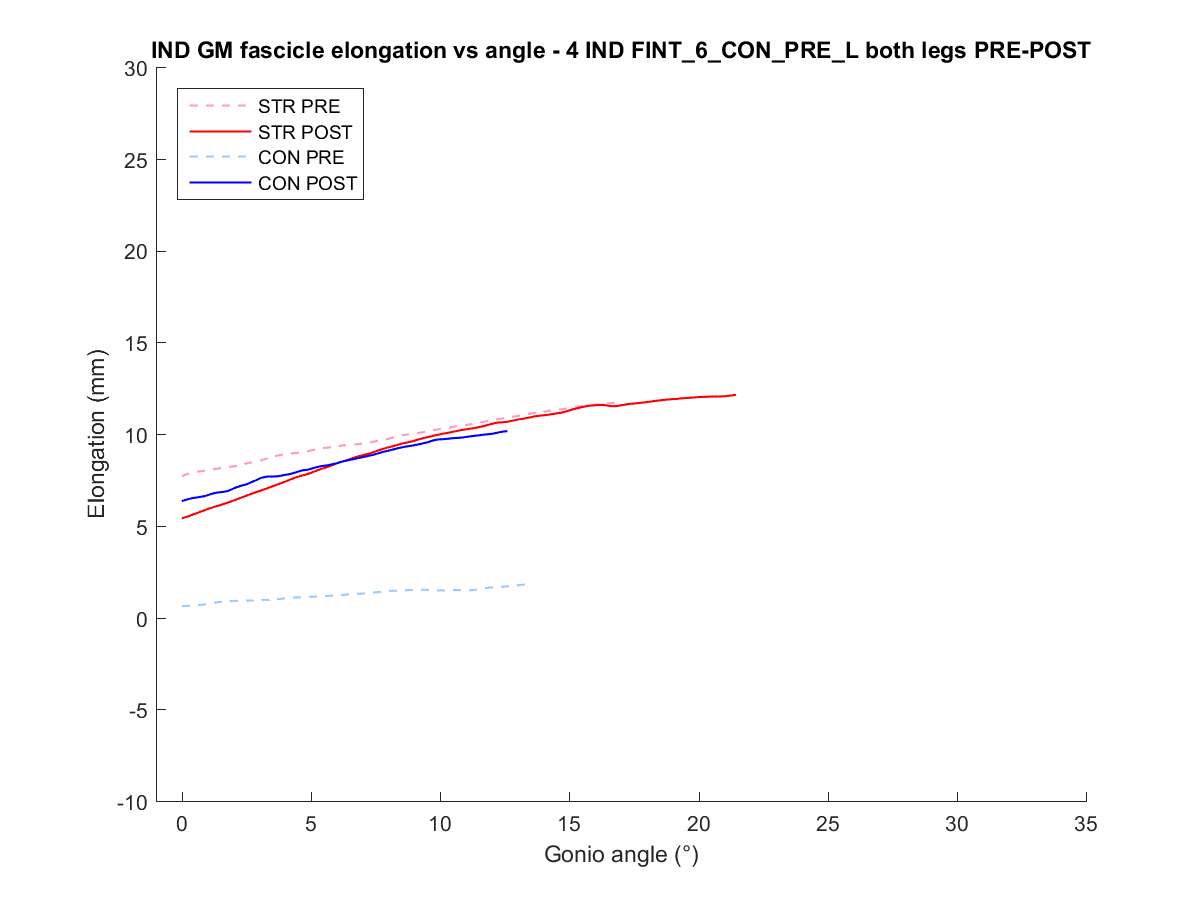 IND GM fascicle elongation vs angle - 4 IND FINT_6_CON_PRE_L both legs PRE-POST
30
25
20
15
10
5
0
-5
-10
STR PRE
STR POST
CON PRE
CON POST
Elongation (mm)
0 5 10 15 20 25 30 35
Gonio angle (°)